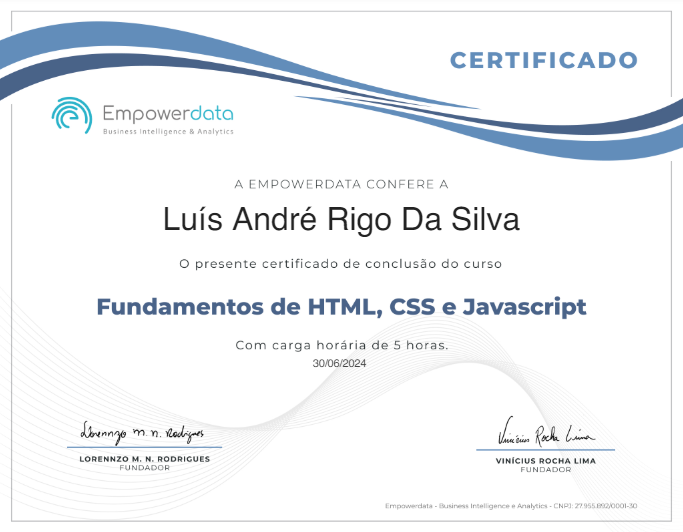 CERTIFICADO
Empowerdata
Business Intelligence & Analytics
A EMPOWERDATA CONFERE A
Luís André Rigo Da Silva
O presente certificado de conclusão do curso
Fundamentos de HTML, CSS e Javascript
Com carga horária de 5 horas.
30/06/2024
Lorennzo M. N. Rodrigues
LORENNZO M. N. RODRIGUES
FUNDADOR
Vinícius Rocha Lima
VINÍCIUS ROCHA LIMA
FUNDADOR
Empowerdata - Business Intelligence e Analytics - CNPJ: 27.955.892/0001-30